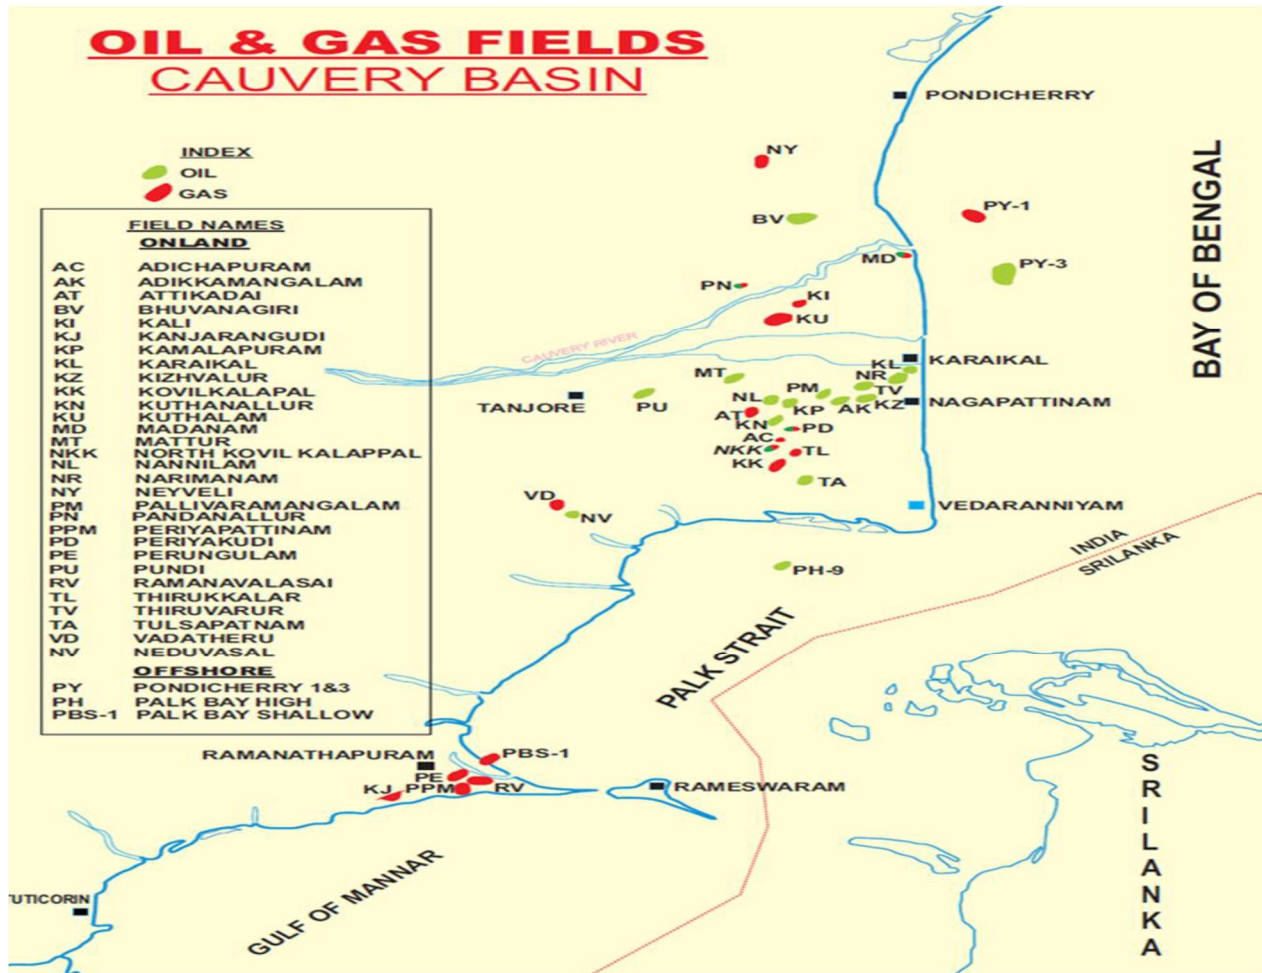 OIL & GAS FIELDS
CAUVERY BASIN
INDEX
OIL
GAS
FIELD NAMES
ONLAND
AC ADICHAPURAM
AK ADIKKAMANGALAM
AT ATTIKADAI
BV BHUVANAGIRI
KI KALI
KJ KANJARANGUDI
KP KAMALAPURAM
KL KARAIKAL
KZ KIZHVALUR
KK KOVILKALAPAL
KN KUTHANALLUR
KU KUTHALAM
MD MADANAM
MT MATTUR
NKK NORTH KOVIL KALAPPAL
NL NANNILAM
NR NARIMANAM
NY NEYVELI
PM PALLIVARAMANGALAM
PN PANDANALLUR
PPM PERIYAPATTINAM
PD PERIYAKUDI
PE PERUNGULAM
PU PUNDI
RV RAMANAVALASAI
TL THIRUKKALAR
TV THIRUVARUR
TA TULSAPATNAM
VD VADATHERU
NV NEDUVASAL
OFFSHORE
PY PONDICHERRY 1&3
PH PALK BAY HIGH
PBS-1 PALK BAY SHALLOW
PONDICHERRY
NY
PY-1
BV
MD
PY-3
PN
KI
KU
BAY OF BENGAL
CAUVERY RIVER
KARAIKAL
KL
NR
MT
TV
PM
NL
KZ
NAGAPATTINAM
TANJORE
PU
KP
AK
AT
KN
PD
AC
NKK
TL
KK
TA
VD
NV
VEDARANNIYAM
INDIA
SRILANKA
PH-9
PALK STRAIT
RAMANATHAPURAM
PBS-1
PE
KJ
PPM
RV
RAMESWARAM
SRILANKA
GULF OF MANNAR
TUTICORIN